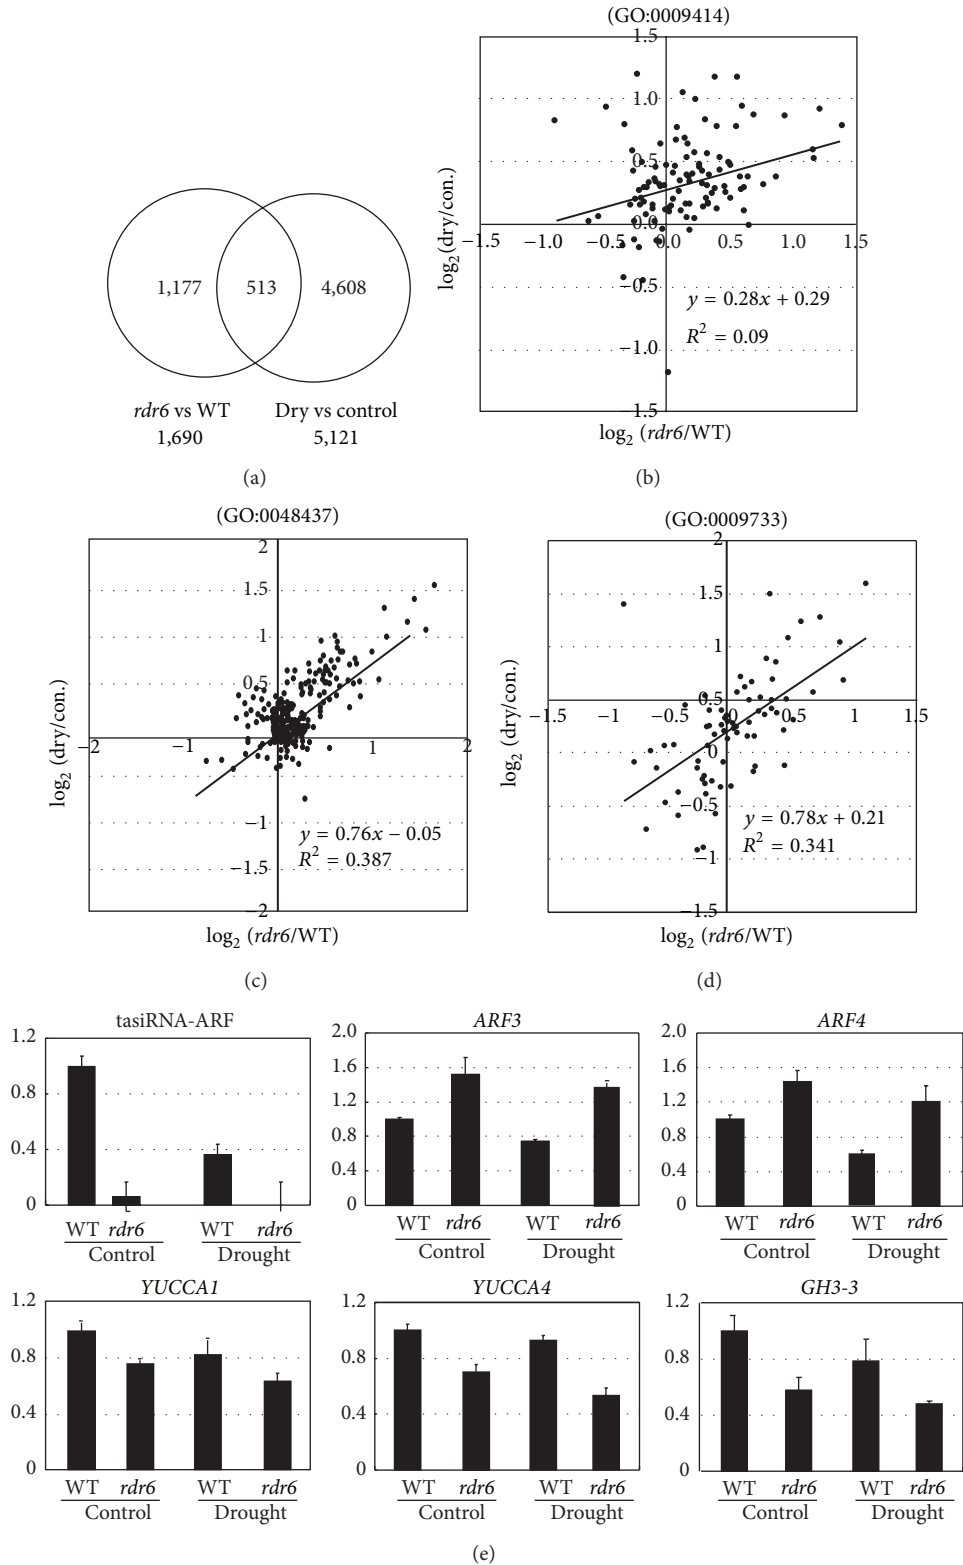 1,177 513 4,608
rdr6 vs WT Dry vs control
1,690 5,121
(a)
(GO:0009414)
1.5
1.0
0.5
0.0
−1.5 −1.0 −0.5 0.0 0.5 1.0 1.5
−0.5
−1.0
−1.5
log2 (dry/con.)
y = 0.28x + 0.29
R2 = 0.09
log2 (rdr6/WT)
(b)
(GO:0048437)
2
1.5
1
0.5
−2 −1 1 2
−1
−1.5
−2
log2 (dry/con.)
y = 0.76x − 0.05
R2 = 0.387
log2 (rdr6/WT)
(c)
(GO:0009733)
2
1.5
1
0.5
−1.5 −1 −0.5 0 0.5 1 1.5
0
−0.5
−1
−1.5
log2 (dry/con.)
y = 0.78x + 0.21
R2 = 0.341
log2 (rdr6/WT)
(d)
tasiRNA-ARF
1.2
0.8
0.4
0
WT rdr6 WT rdr6
Control Drought
ARF3
2.0
1.6
1.2
0.8
0.4
0
WT rdr6 WT rdr6
Control Drought
ARF4
2.0
1.6
1.2
0.8
0.4
0
WT rdr6 WT rdr6
Control Drought
YUCCA1
1.2
0.8
0.4
0
WT rdr6 WT rdr6
Control Drought
YUCCA4
1.2
0.8
0.4
0
WT rdr6 WT rdr6
Control Drought
GH3-3
1.2
0.8
0.4
0
WT rdr6 WT rdr6
Control Drought
(e)